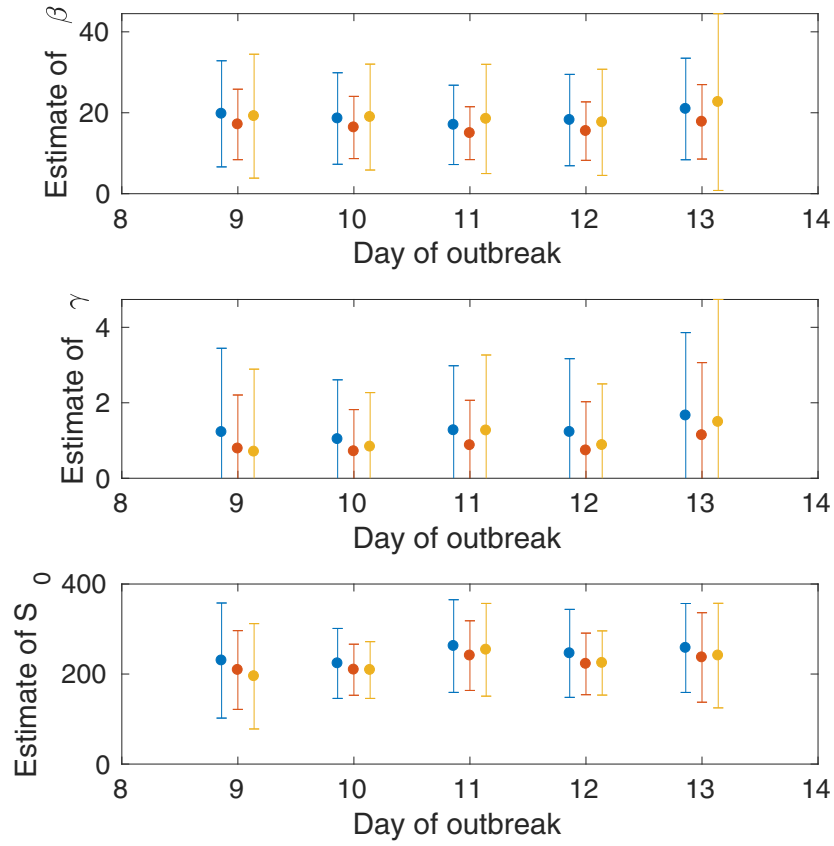 Estimate of β
40
20
0
8 9 10 11 12 13 14
Day of outbreak
Estimate of γ
4
2
0
8 9 10 11 12 13 14
Day of outbreak
Estimate of S 0
400
200
0
8 9 10 11 12 13 14
Day of outbreak